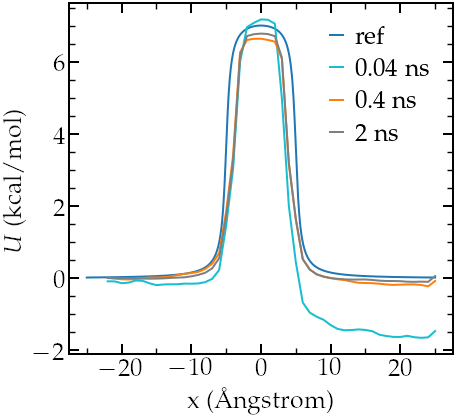 ref
0.04 ns
0.4 ns
2 ns
6
4
2
0
−2
U (kcal/mol)
−20 −10 0 10 20
x (Ångstrom)